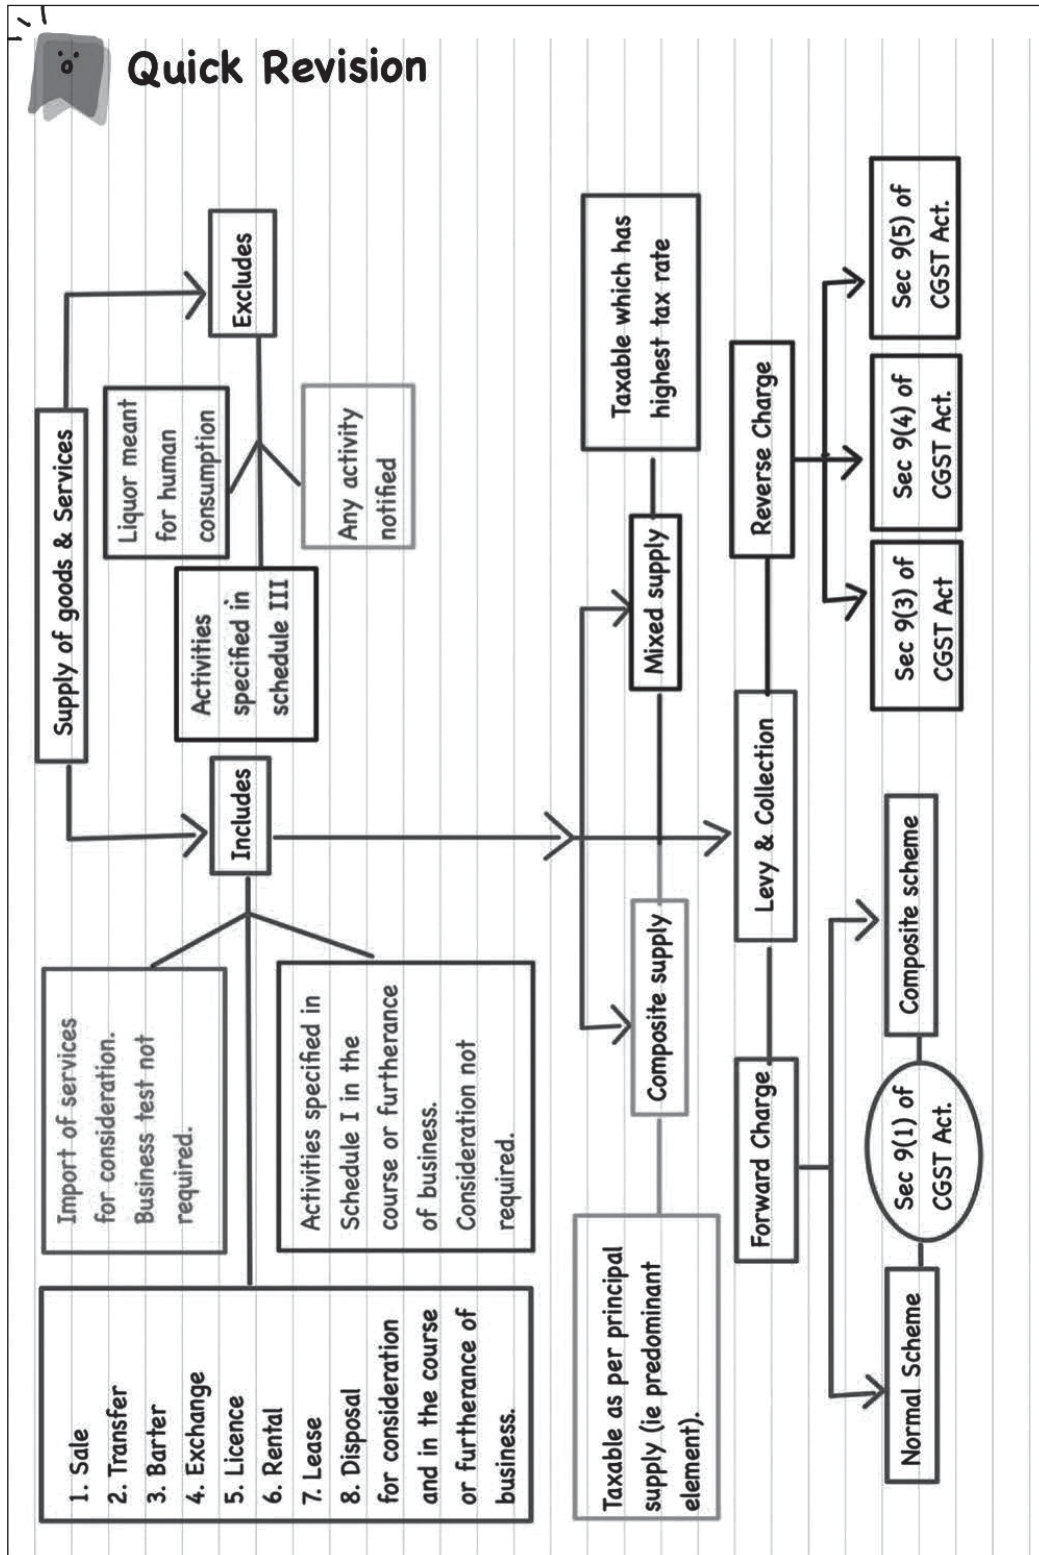 Quick Revision
Supply of goods & Services
Includes
Excludes
Import of services
for consideration.
Business test not
required.
1. Sale
2. Transfer
3. Barter
4. Exchange
5. Licence
6. Rental
7. Lease
8. Disposal
for consideration
and in the course
or furtherance of
business.
Activities specified in
Schedule I in the
course or furtherance
of business.
Consideration not
required.
Activities
specified in
schedule III
Liquor meant
for human
consumption
Any activity
notified
Taxable as per principal
supply (ie predominant
element).
Composite supply
Mixed supply
Taxable which has
highest tax rate
Forward Charge
Levy & Collection
Reverse Charge
Normal Scheme
Sec 9(1) of
CGST Act.
Composite scheme
Sec 9(3) of
CGST Act
Sec 9(4) of
CGST Act.
Sec 9(5) of
CGST Act.